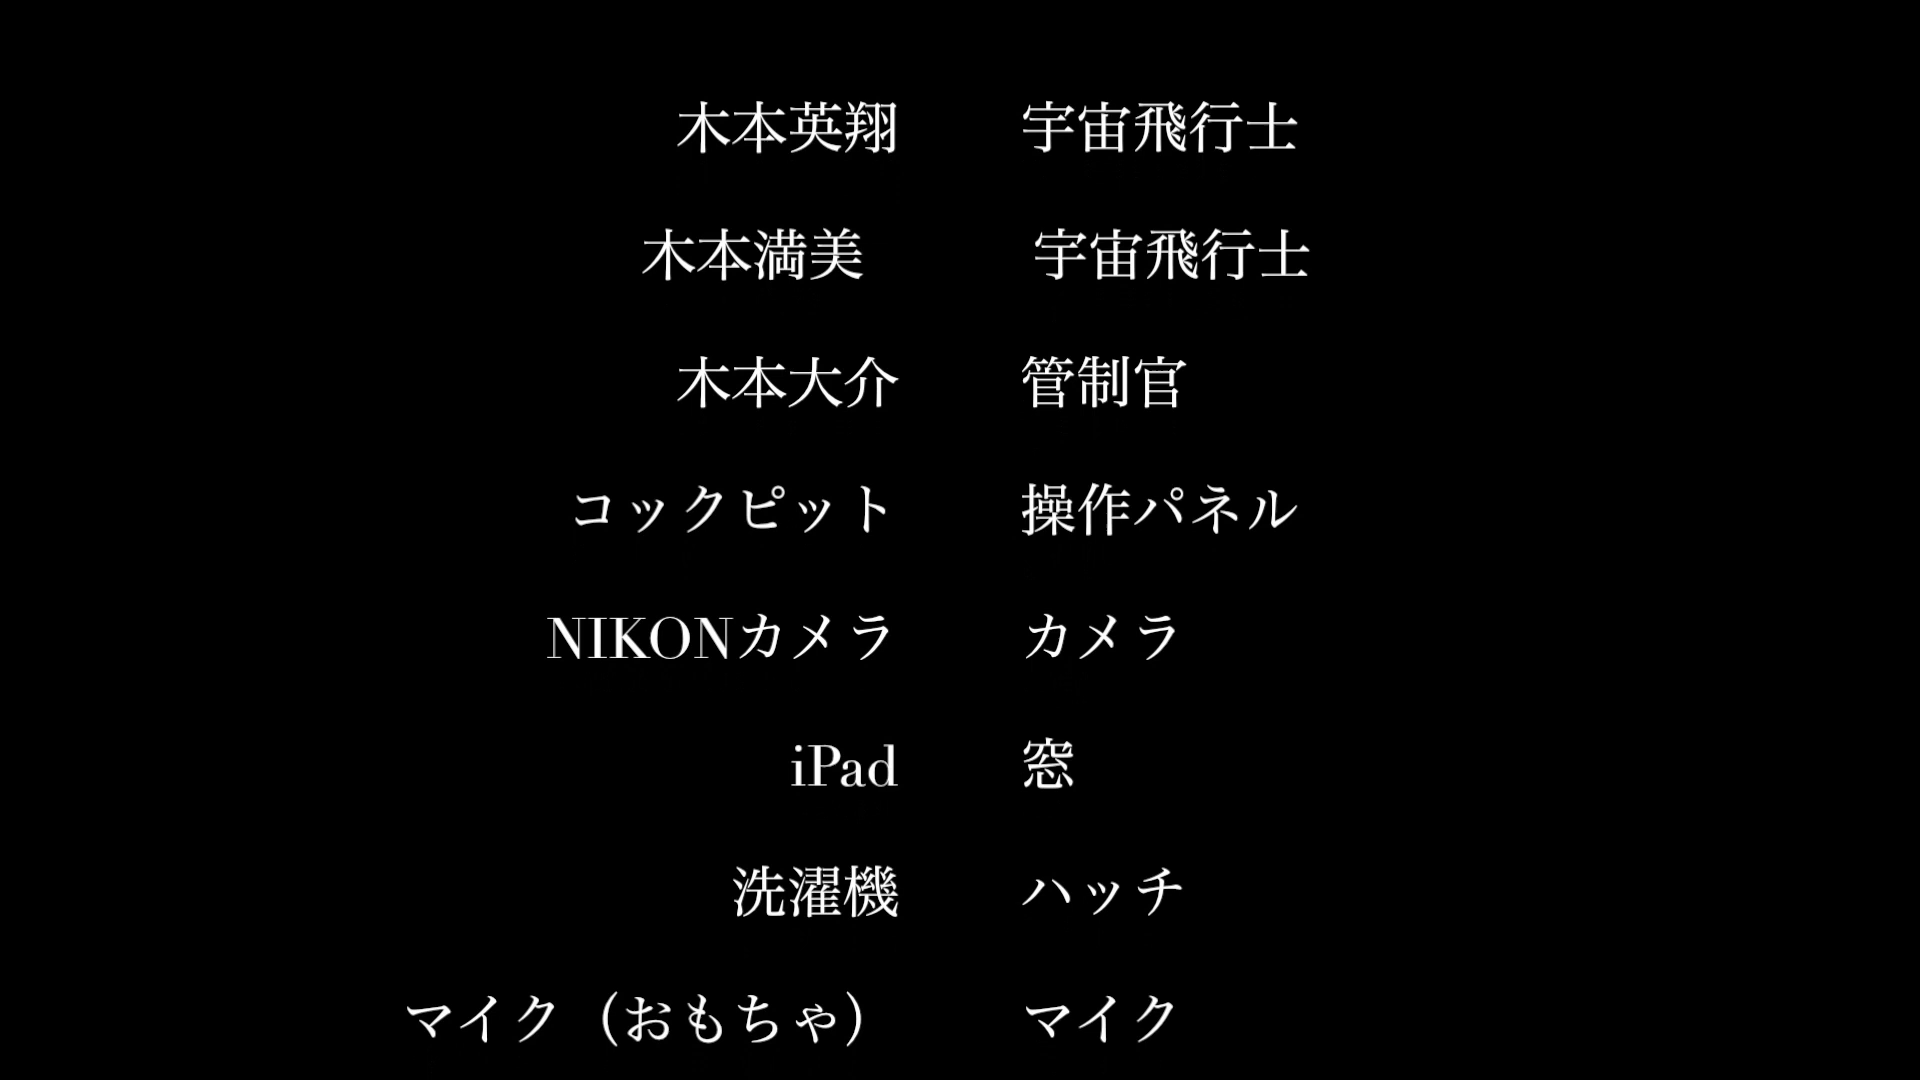 木本英翔 宇宙飛行士
木本満美 宇宙飛行士
木本大介 管制官
コックピット 操作パネル
NIKONカメラ カメラ
iPad 窓
洗濯機 ハッチ
マイク（おもちゃ） マイク